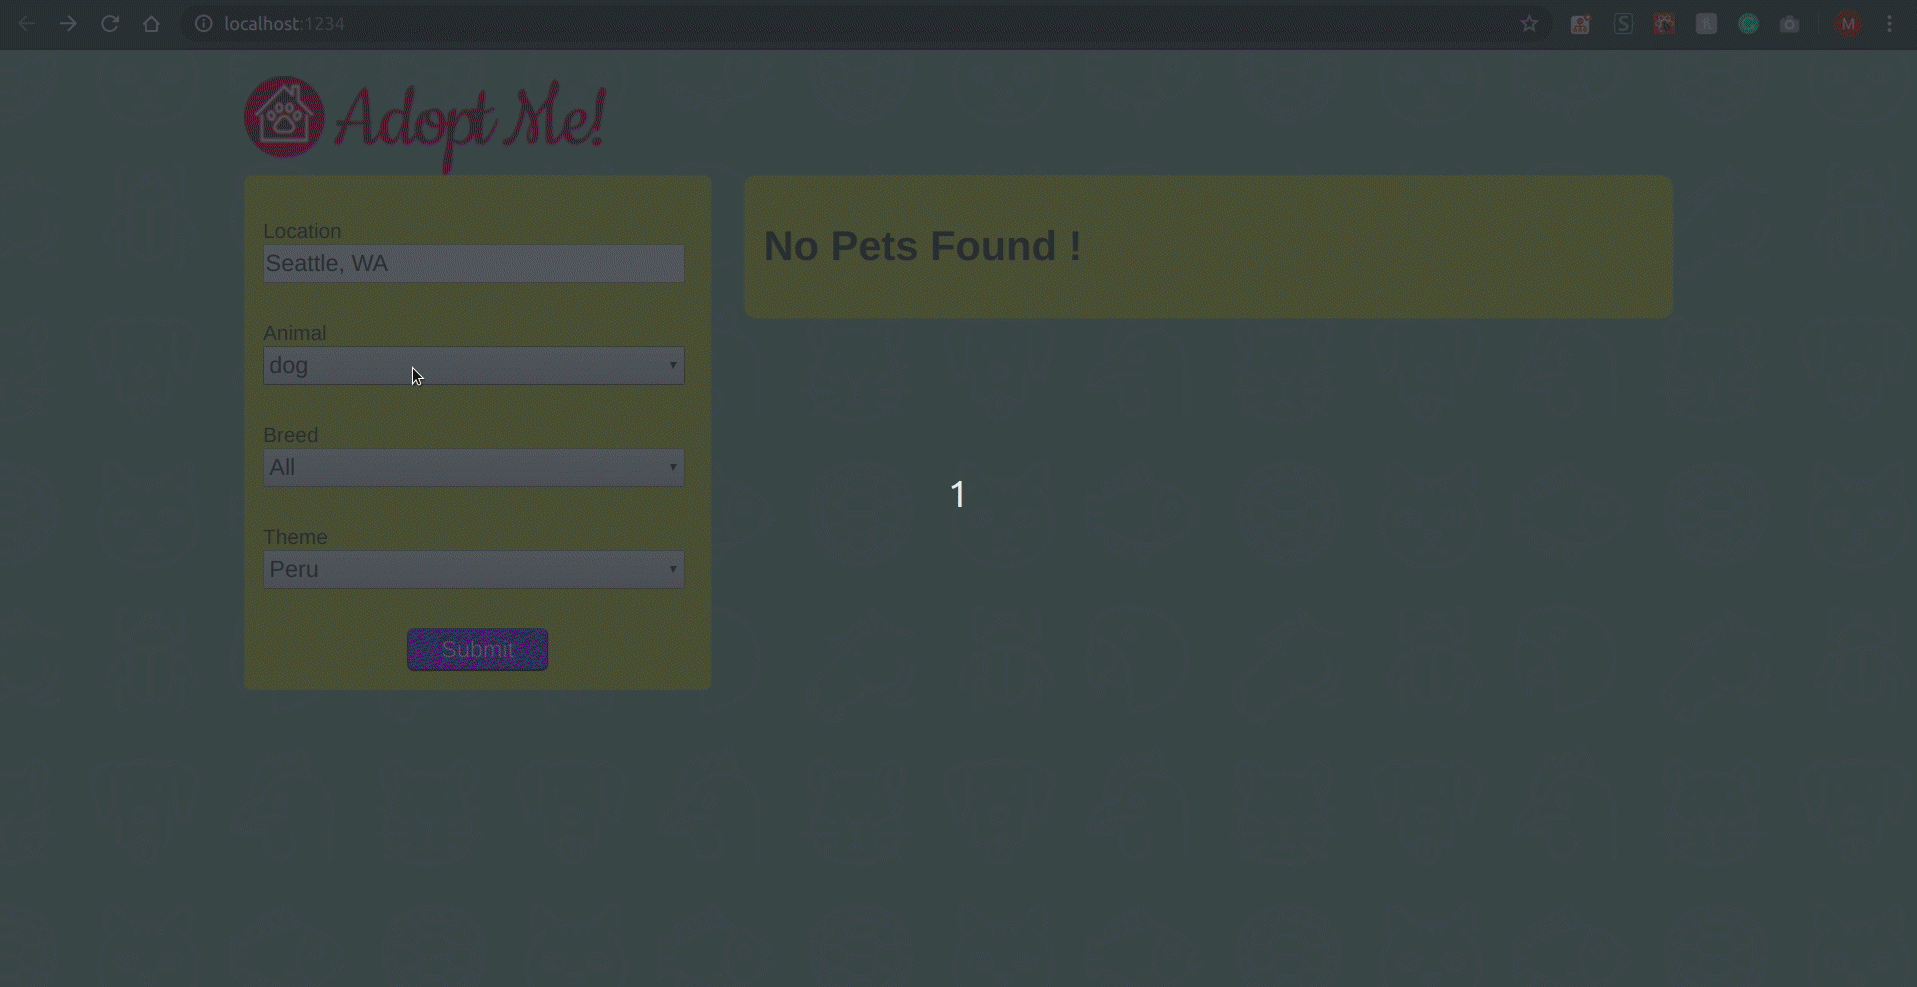 localhost:1234
M
Adopt Me!
Location
Seattle, WA
Animal
dog
Breed
All
Theme
Peru
Submit
No Pets Found !
1